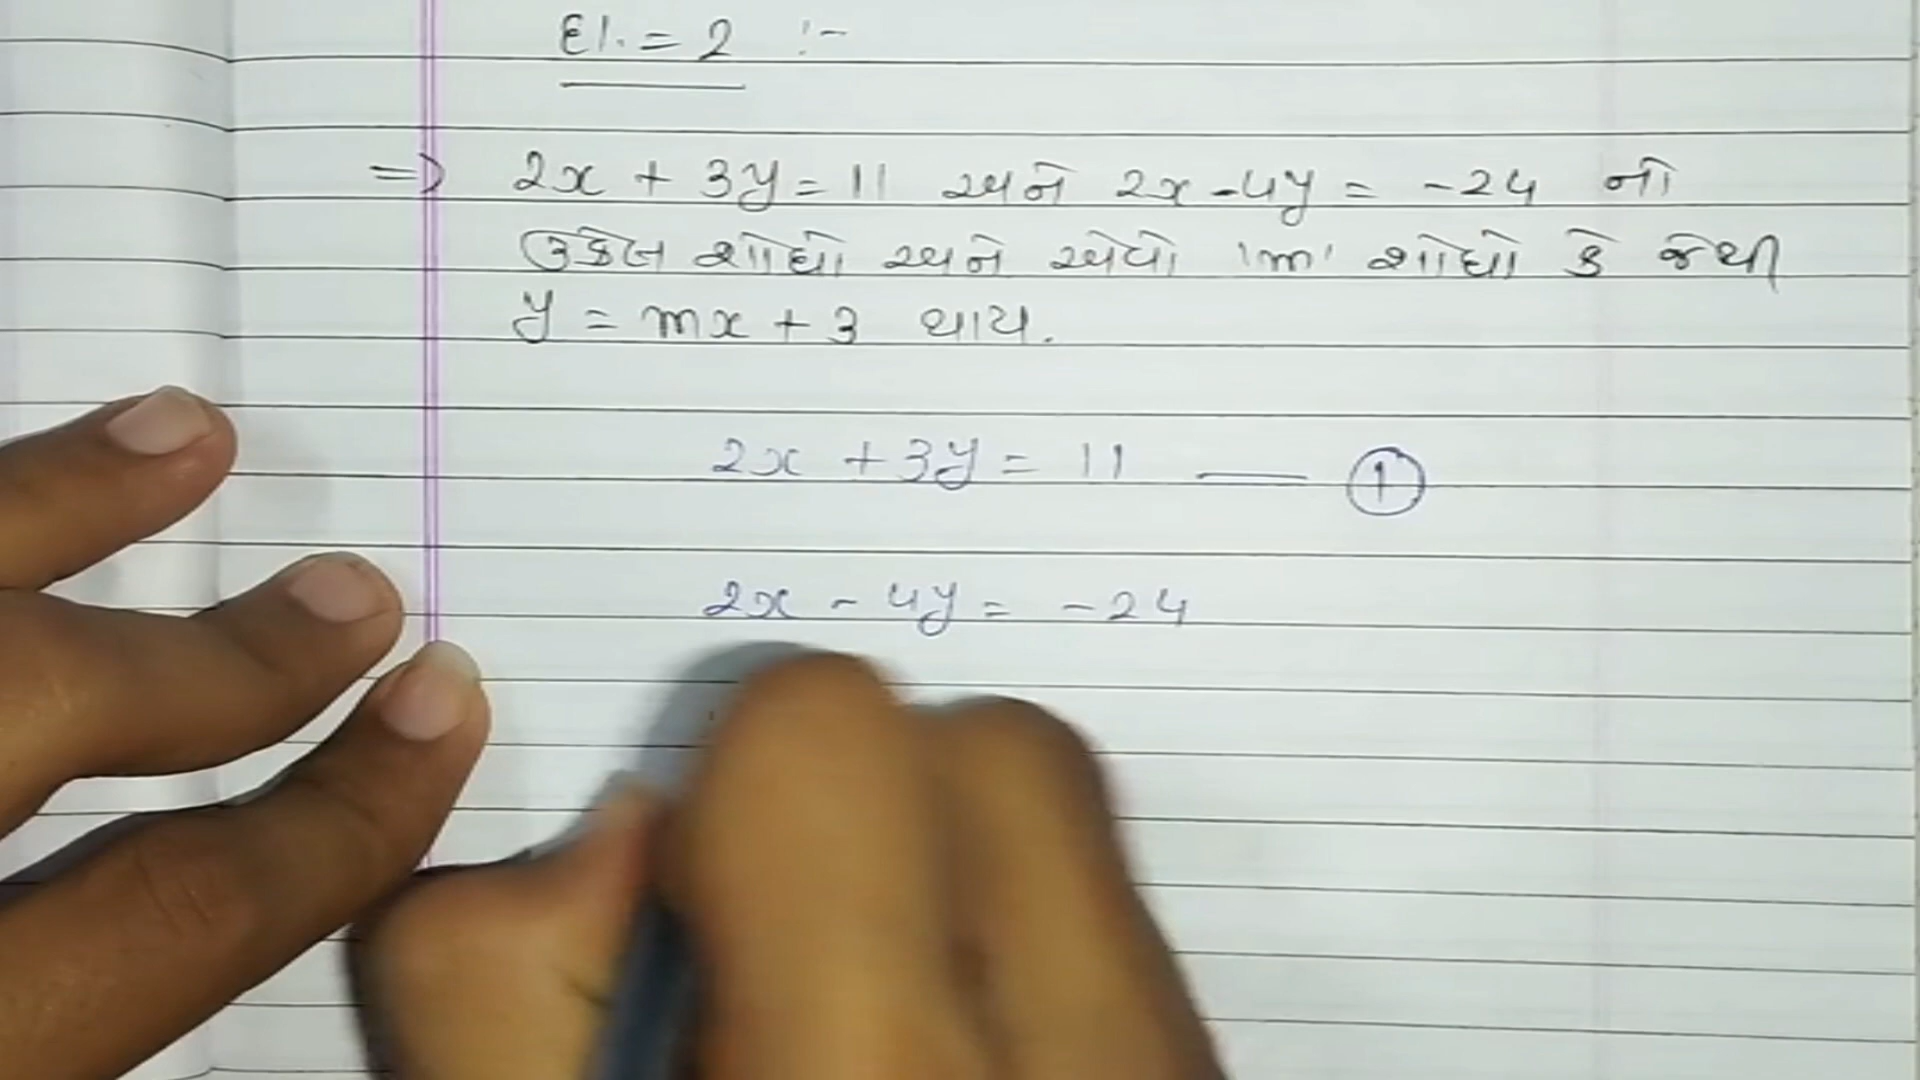 દા. = 2 :-
=> 2x + 3y = 11 અને 2x - 4y = -24 નો
ઉકેલ શોધો અને એવો 'm' શોધો કે જેથી
y = mx + 3 થાય.
2x + 3y = 11 — ①
2x - 4y = -24